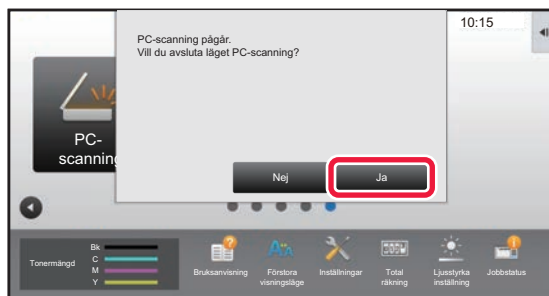 10:15
PC-scanning pågår.
Vill du avsluta läget PC-scanning?
PC-
scanning
Nej
Ja
Tonermängd
Bk
C
M
Y
Bruksanvisning
Förstora
visningsläge
Inställningar
Total
räkning
Ljusstyrka
inställning
Jobbstatus